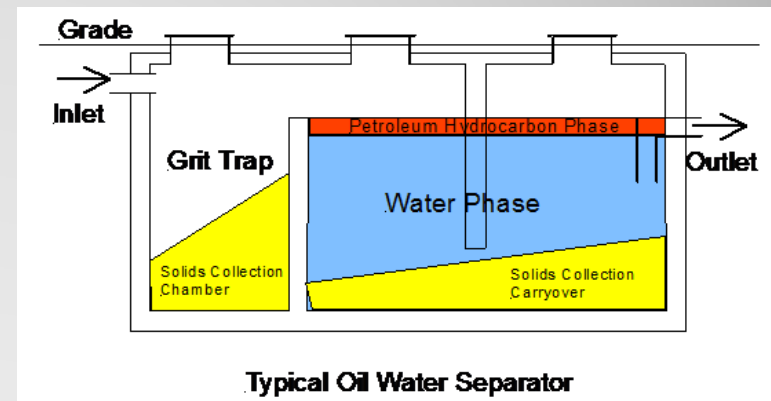 Grade
Inlet
Petroleum Hydrocarbon Phase
Grit Trap
Outlet
Water Phase
Solids Collection
Chamber
Solids Collection
Carryover
Typical Oil Water Separator